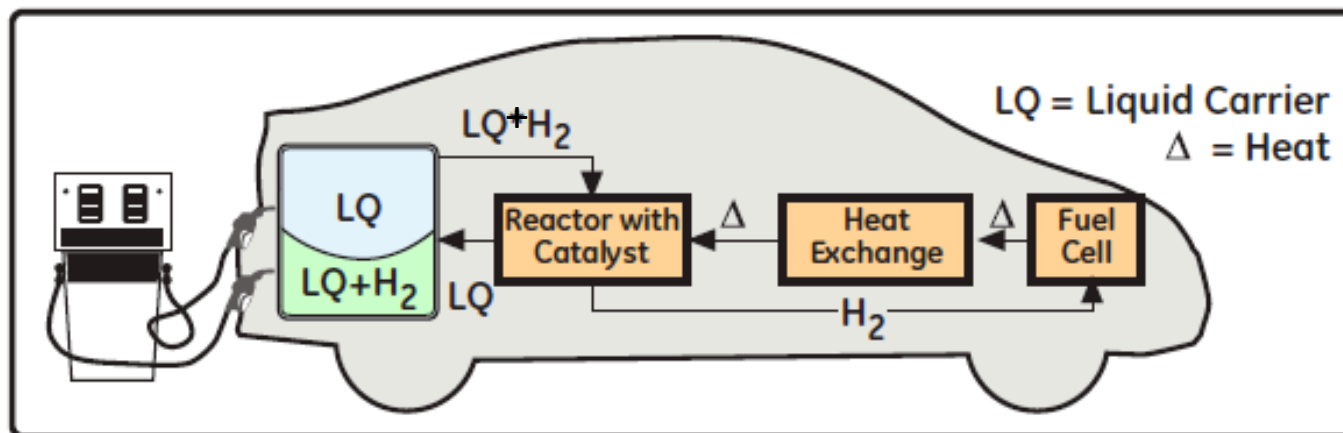 LQ+H₂
LQ = Liquid Carrier
Δ = Heat
LQ
Reactor with
Catalyst
Δ
Heat
Exchange
Δ
Fuel
Cell
LQ+H₂
LQ
H₂